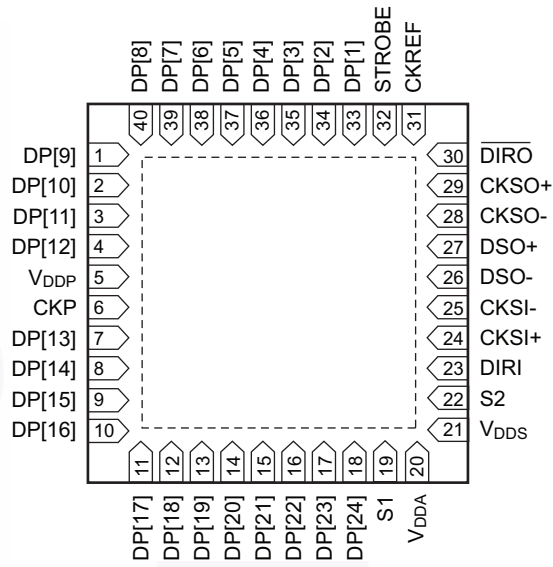 DP[8]
DP[7]
DP[6]
DP[5]
DP[4]
DP[3]
DP[2]
DP[1]
STROBE
CKREF
40
39
38
37
36
35
34
33
32
31
DP[9] 1
DP[10] 2
DP[11] 3
DP[12] 4
VDDP 5
CKP 6
DP[13] 7
DP[14] 8
DP[15] 9
DP[16] 10
30 D̅I̅R̅O̅
29 CKSO+
28 CKSO-
27 DSO+
26 DSO-
25 CKSI-
24 CKSI+
23 DIRI
22 S2
21 VDDS
11
12
13
14
15
16
17
18
19
20
DP[17]
DP[18]
DP[19]
DP[20]
DP[21]
DP[22]
DP[23]
DP[24]
S1
VDDA